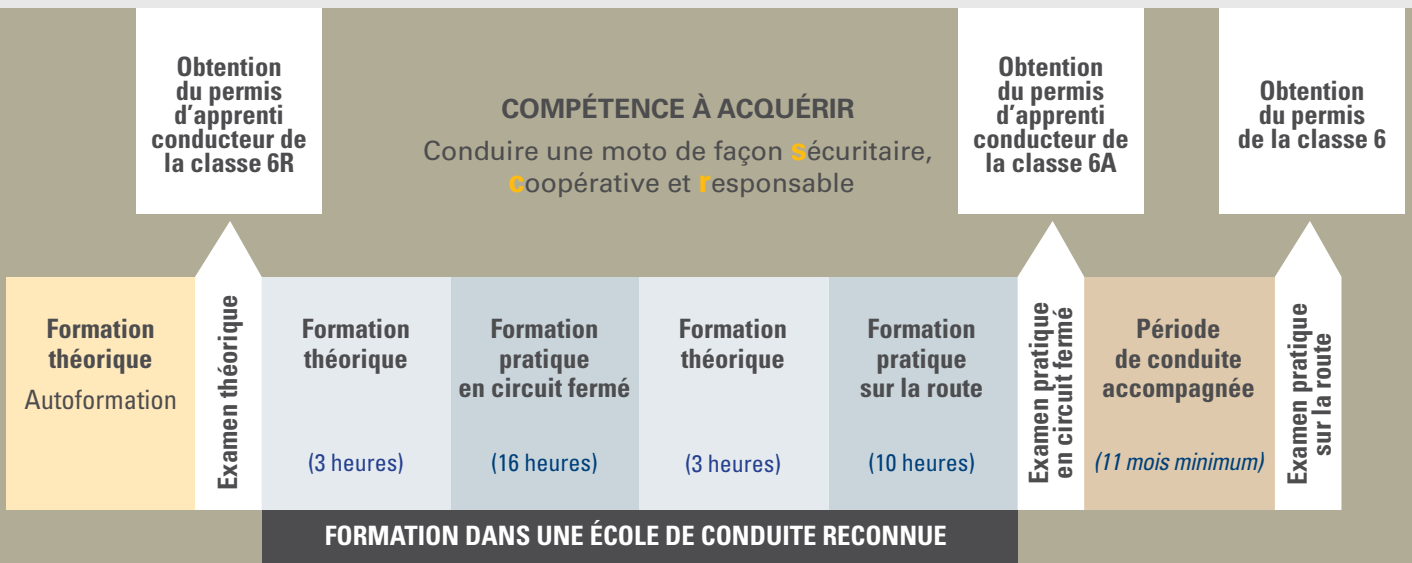 Obtention
du permis
d’apprenti
conducteur de
la classe 6R
COMPÉTENCE À ACQUÉRIR
Conduire une moto de façon sécuritaire,
coopérative et responsable
Obtention
du permis
d’apprenti
conducteur de
la classe 6A
Obtention
du permis
de la classe 6
Formation
théorique
Autoformation
Examen théorique
Formation
théorique
(3 heures)
Formation
pratique
en circuit fermé
(16 heures)
Formation
théorique
(3 heures)
Formation
pratique
sur la route
(10 heures)
Examen pratique
en circuit fermé
Période
de conduite
accompagnée
(11 mois minimum)
Examen pratique
sur la route
FORMATION DANS UNE ÉCOLE DE CONDUITE RECONNUE